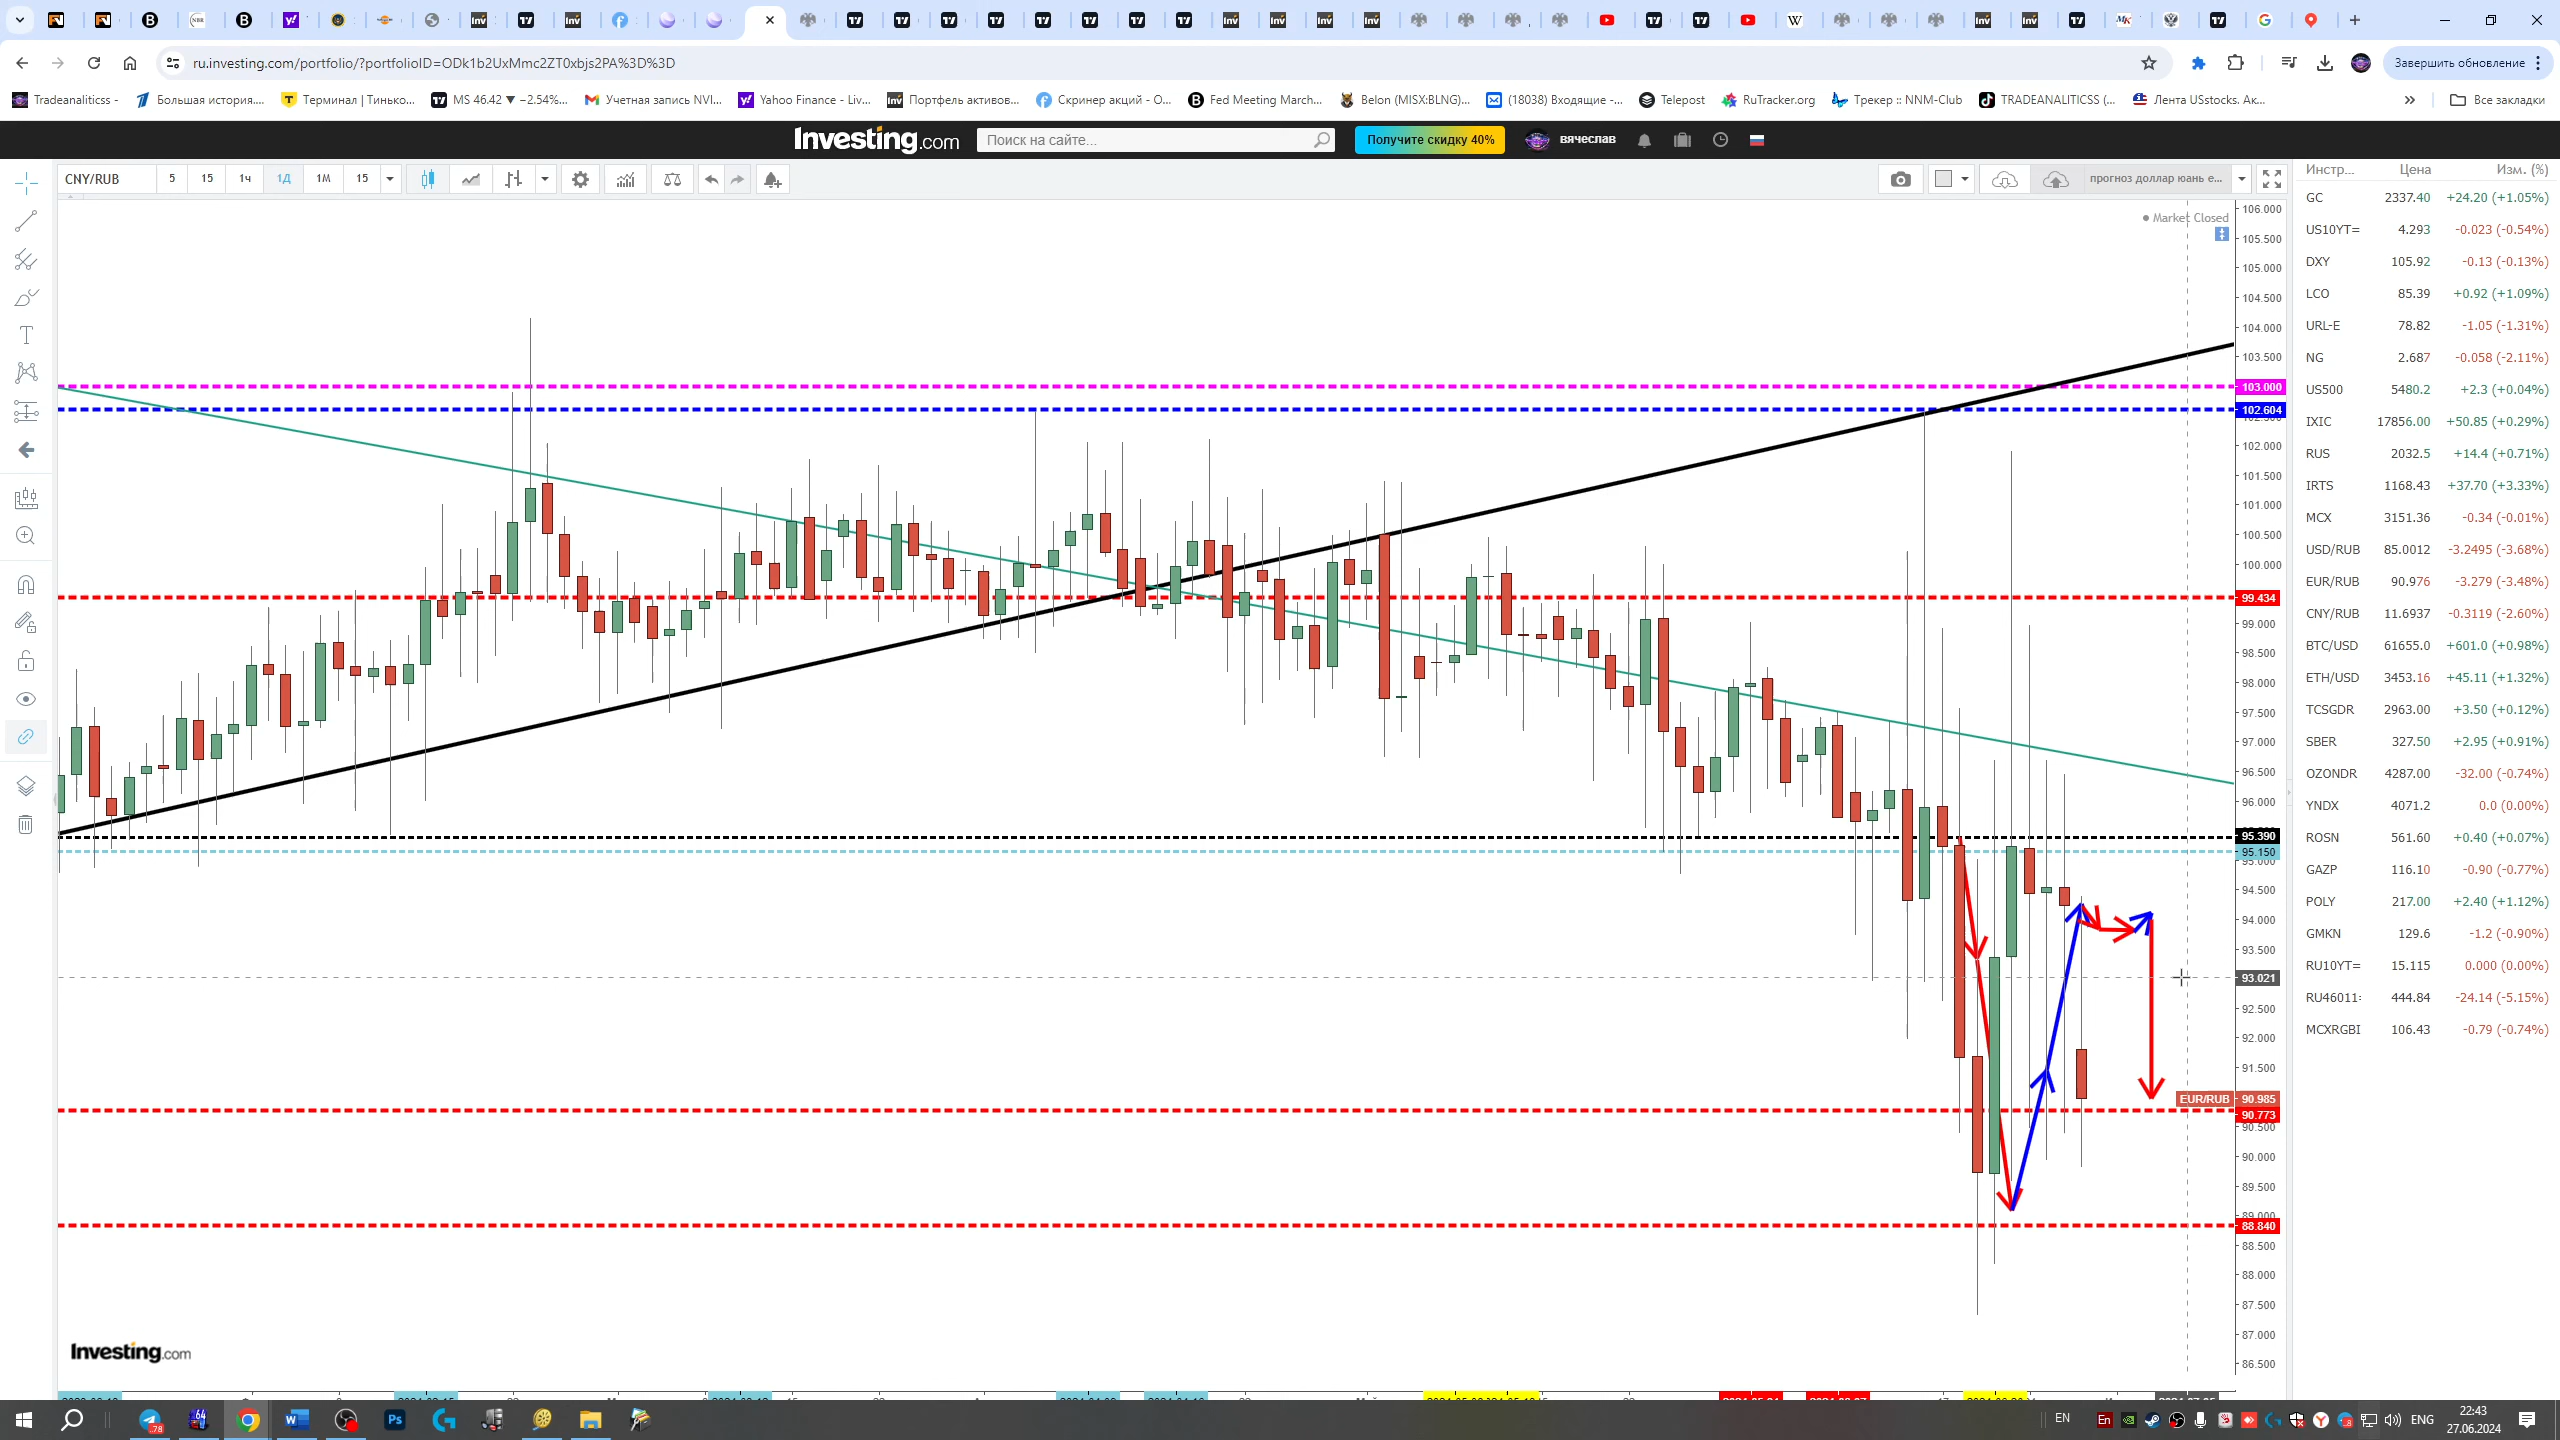 ru.investing.com/portfolio/?portfolioID=ODk1b2UxMmc2ZT0xbjs2PA%3D%3D
Завершить обновление
Tradeanaliticss -
Большая история....
Терминал | Тинько...
MS 46.42 ▼ −2.54%...
Учетная запись NVI...
Yahoo Finance - Liv...
Портфель активов...
Скринер акций - О...
Fed Meeting March...
Belon (MISX:BLNG)...
(18038) Входящие -...
Telepost
RuTracker.org
Трекер :: NNM-Club
TRADEANALITICSS (...
Лента USstocks. Ак...
Все закладки
Investing.com
Поиск на сайте...
Получите скидку 40%
вячеслав
CNY/RUB
5
15
1ч
1Д
1М
15
прогноз доллар юань е...
Market Closed
106.000
105.500
105.000
104.500
104.000
103.500
103.000
102.604
102.000
101.500
101.000
100.500
100.000
99.434
99.000
98.500
98.000
97.500
97.000
96.500
96.000
95.390
95.150
95.000
94.500
94.000
93.500
93.021
92.500
92.000
91.500
EUR/RUB 90.985
90.773
90.500
90.000
89.500
89.000
88.840
88.500
88.000
87.500
87.000
86.500
Investing.com
Инстр... Цена Изм. (%)
GC 2337.40 +24.20 (+1.05%)
US10YT= 4.293 -0.023 (-0.54%)
DXY 105.92 -0.13 (-0.13%)
LCO 85.39 +0.92 (+1.09%)
URL-E 78.82 -1.05 (-1.31%)
NG 2.687 -0.058 (-2.11%)
US500 5480.2 +2.3 (+0.04%)
IXIC 17856.00 +50.85 (+0.29%)
RUS 2032.5 +14.4 (+0.71%)
IRTS 1168.43 +37.70 (+3.33%)
MCX 3151.36 -0.34 (-0.01%)
USD/RUB 85.0012 -3.2495 (-3.68%)
EUR/RUB 90.976 -3.279 (-3.48%)
CNY/RUB 11.6937 -0.3119 (-2.60%)
BTC/USD 61655.0 +601.0 (+0.98%)
ETH/USD 3453.16 +45.11 (+1.32%)
TCSGDR 2963.00 +3.50 (+0.12%)
SBER 327.50 +2.95 (+0.91%)
OZONDR 4287.00 -32.00 (-0.74%)
YNDX 4071.2 0.0 (0.00%)
ROSN 561.60 +0.40 (+0.07%)
GAZP 116.10 -0.90 (-0.77%)
POLY 217.00 +2.40 (+1.12%)
GMKN 129.6 -1.2 (-0.90%)
RU10YT= 15.115 0.000 (0.00%)
RU46011: 444.84 -24.14 (-5.15%)
MCXRGBI 106.43 -0.79 (-0.74%)
EN
ENG
22:43
27.06.2024